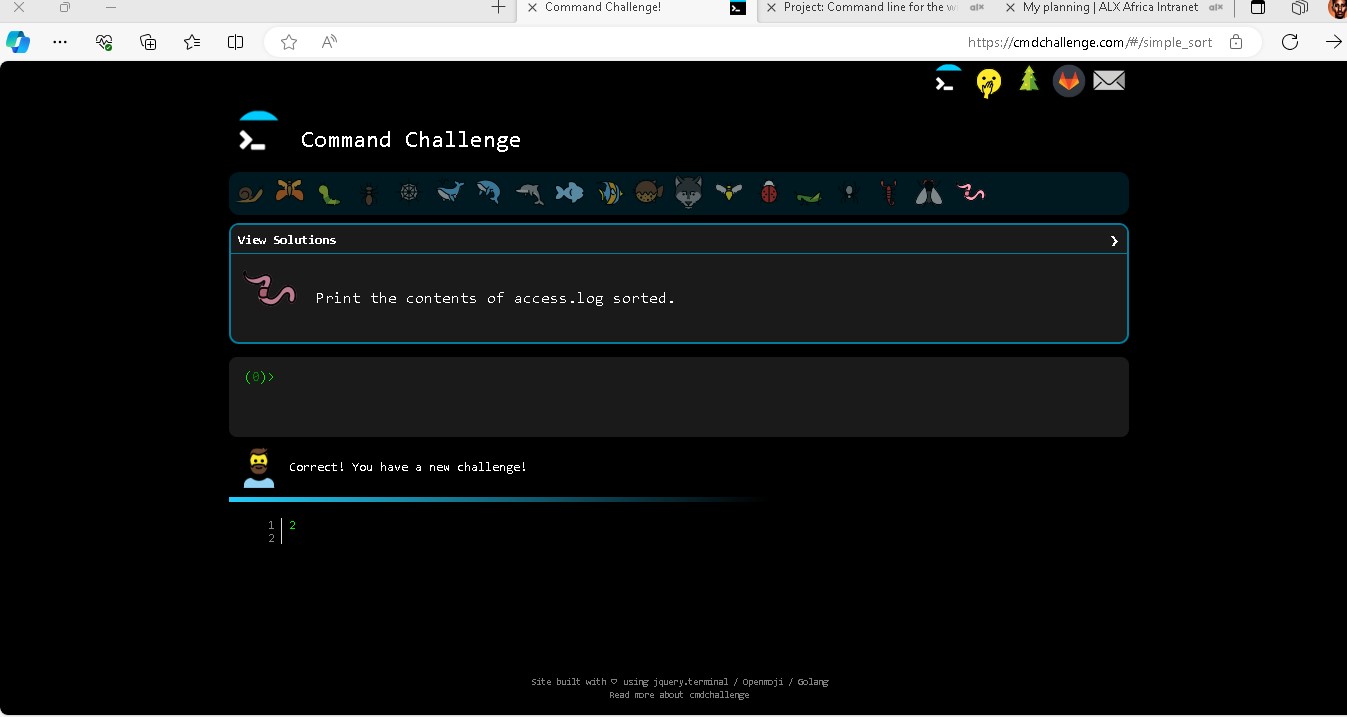 Command Challenge!
Project: Command line for the w
alx
My planning | ALX Africa Intranet
alx
https://cmdchallenge.com/#/simple_sort
Command Challenge
View Solutions
Print the contents of access.log sorted.
(0)>
Correct! You have a new challenge!
1 2
2
Site built with ♡ using jquery.terminal / Openmoji / Golang
Read more about cmdchallenge